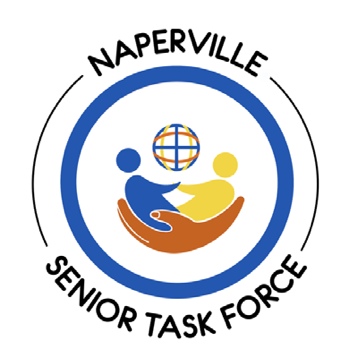 NAPERVILLE
SENIOR TASK FORCE